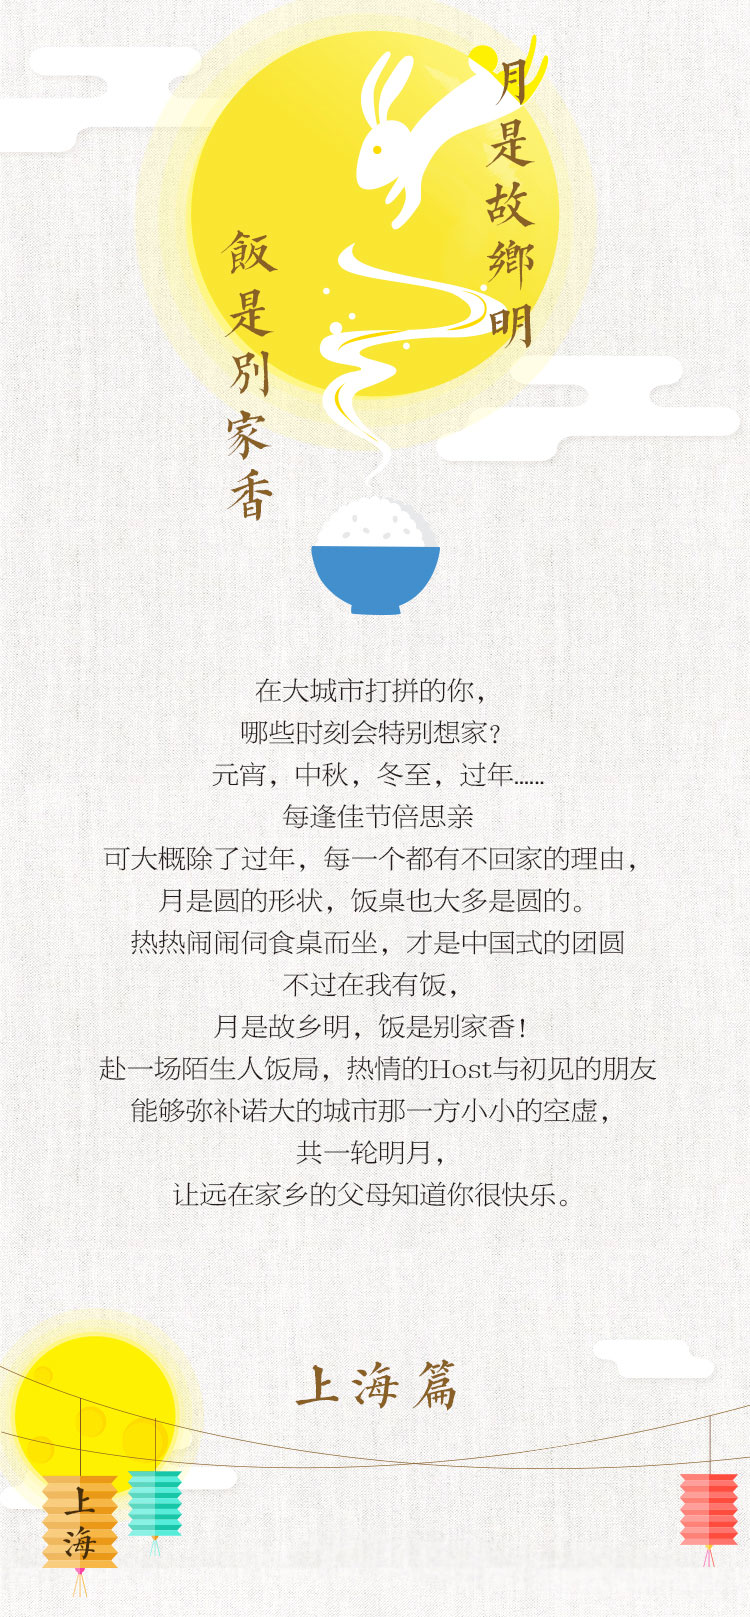 月是故鄉明
飯是別家香
在大城市打拼的你，
哪些时刻会特别想家？
元宵，中秋，冬至，过年......
每逢佳节倍思亲
可大概除了过年，每一个都有不回家的理由，
月是圆的形状，饭桌也大多是圆的。
热热闹闹伺食桌而坐，才是中国式的团圆
不过在我有饭，
月是故乡明，饭是别家香！
赴一场陌生人饭局，热情的Host与初见的朋友
能够弥补诺大的城市那一方小小的空虚，
共一轮明月，
让远在家乡的父母知道你很快乐。
上海篇
上海